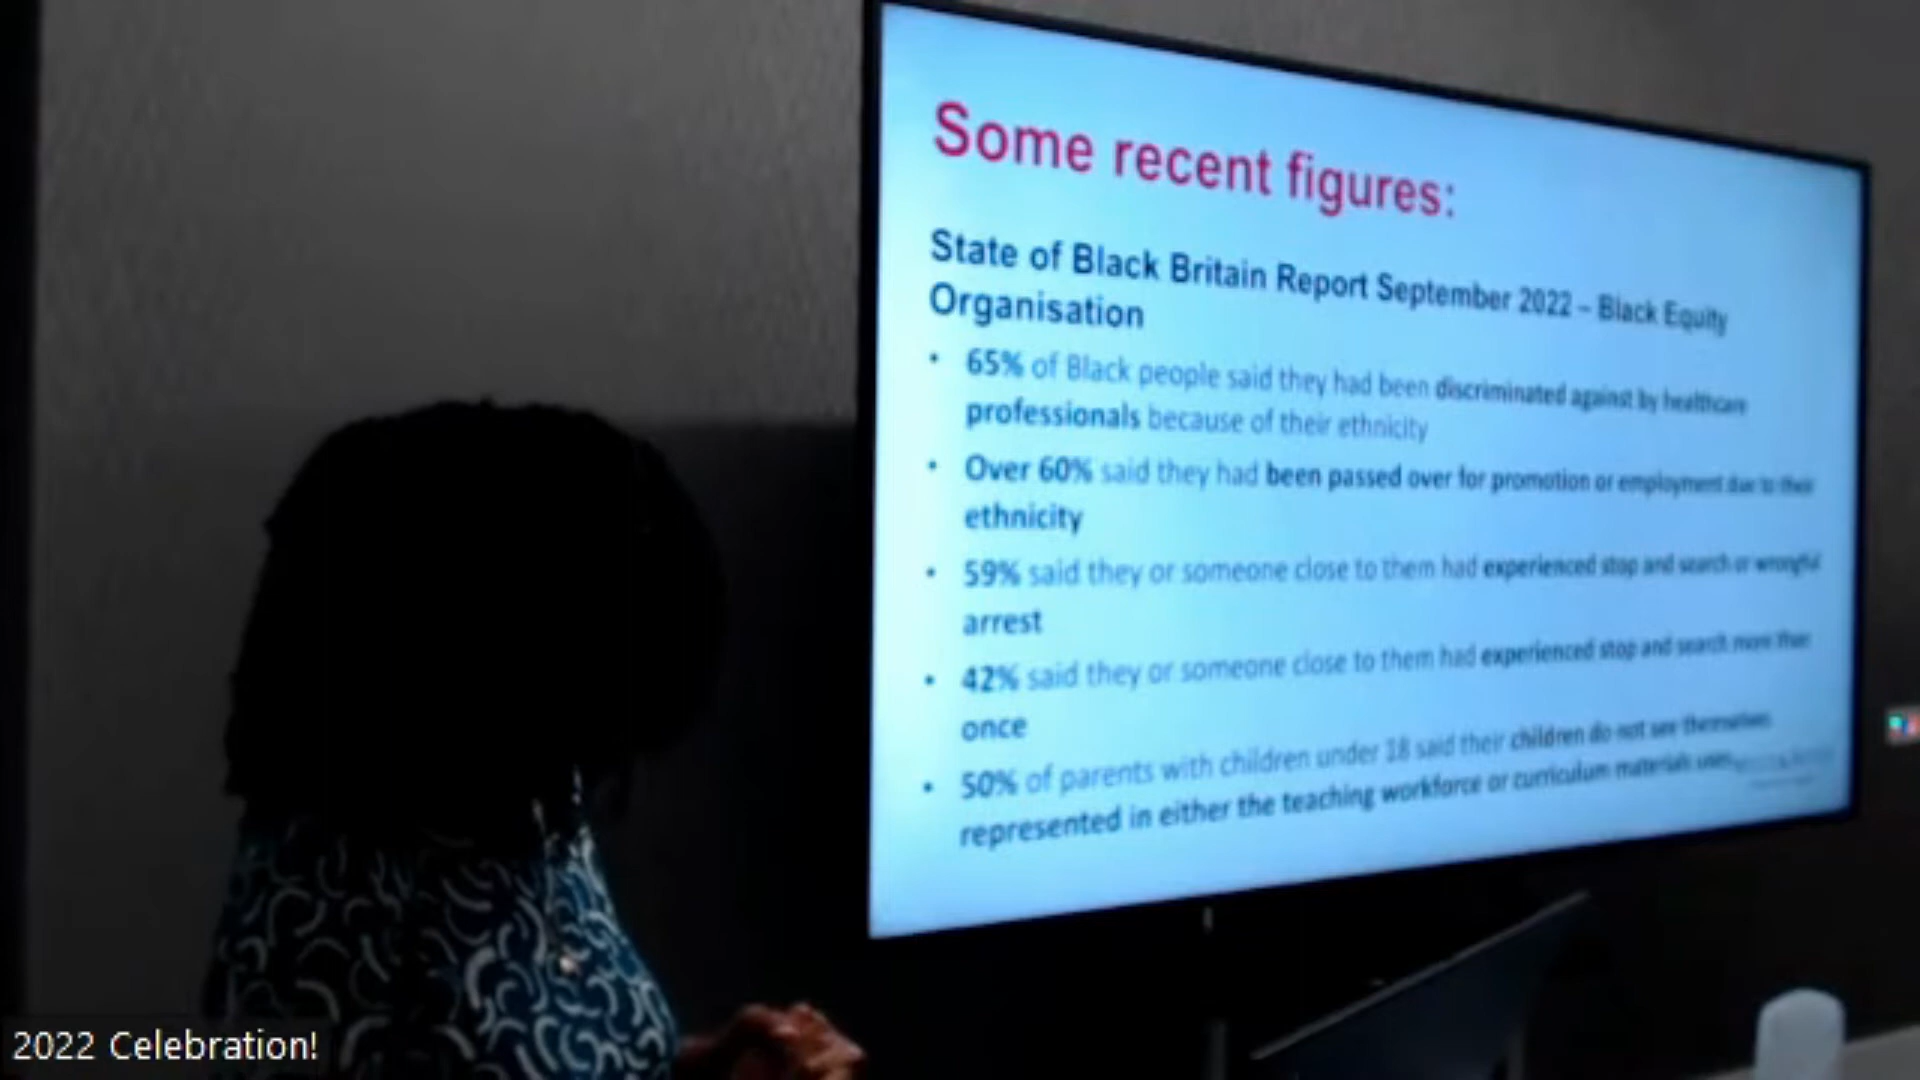 Some recent figures:
State of Black Britain Report September 2022 – Black Equity
Organisation
• 65% of Black people said they had been discriminated against by healthcare
professionals because of their ethnicity
• Over 60% said they had been passed over for promotion or employment due to their
ethnicity
• 59% said they or someone close to them had experienced stop and search or wrongful
arrest
• 42% said they or someone close to them had experienced stop and search more than
once
• 50% of parents with children under 18 said their children do not see themselves
represented in either the teaching workforce or curriculum materials
2022 Celebration!